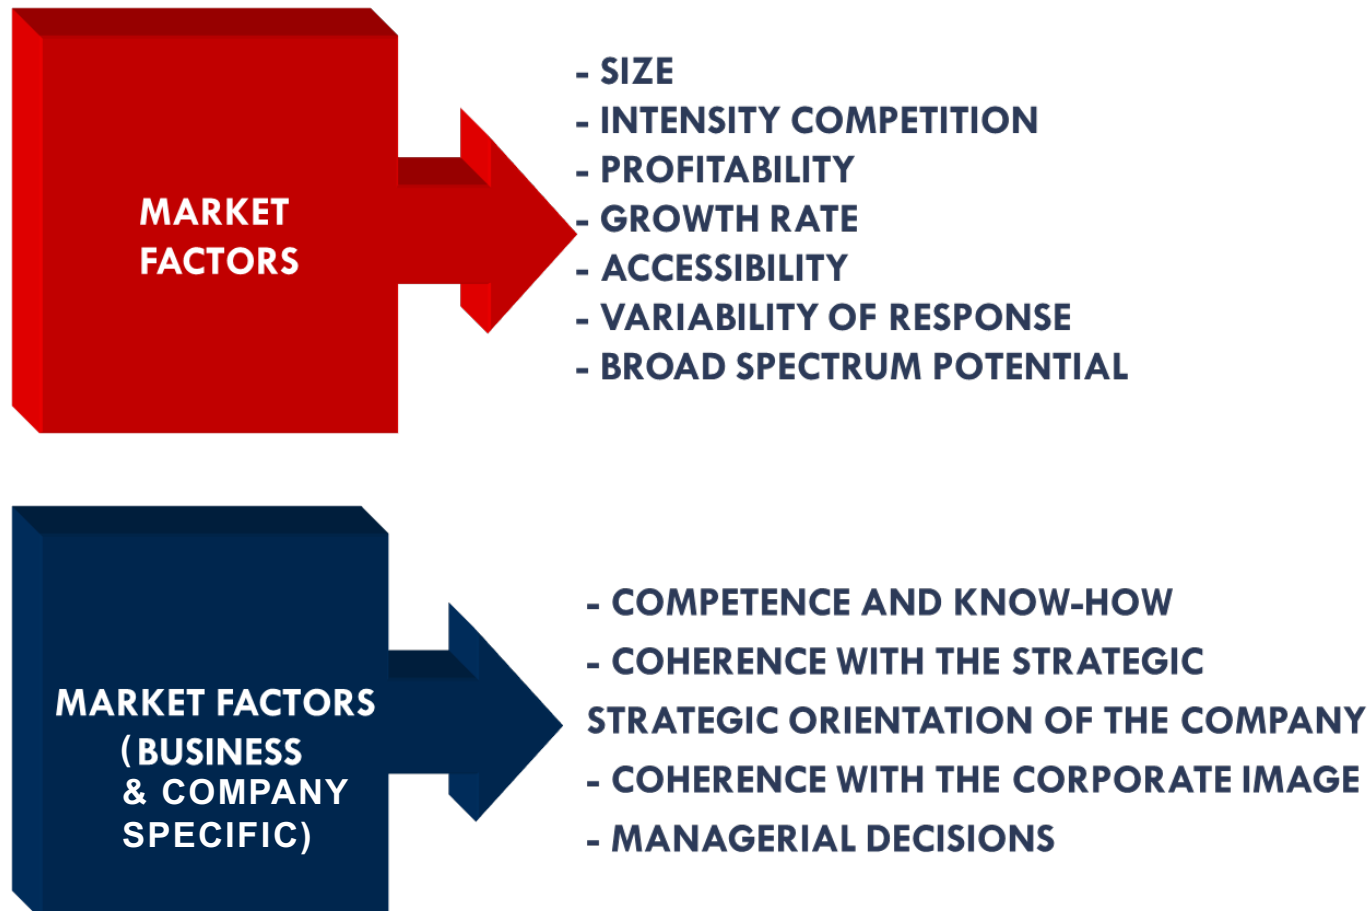 MARKET
FACTORS
- SIZE
- INTENSITY COMPETITION
- PROFITABILITY
- GROWTH RATE
- ACCESSIBILITY
- VARIABILITY OF RESPONSE
- BROAD SPECTRUM POTENTIAL
MARKET FACTORS
(BUSINESS
& COMPANY
SPECIFIC)
- COMPETENCE AND KNOW-HOW
- COHERENCE WITH THE STRATEGIC
STRATEGIC ORIENTATION OF THE COMPANY
- COHERENCE WITH THE CORPORATE IMAGE
- MANAGERIAL DECISIONS